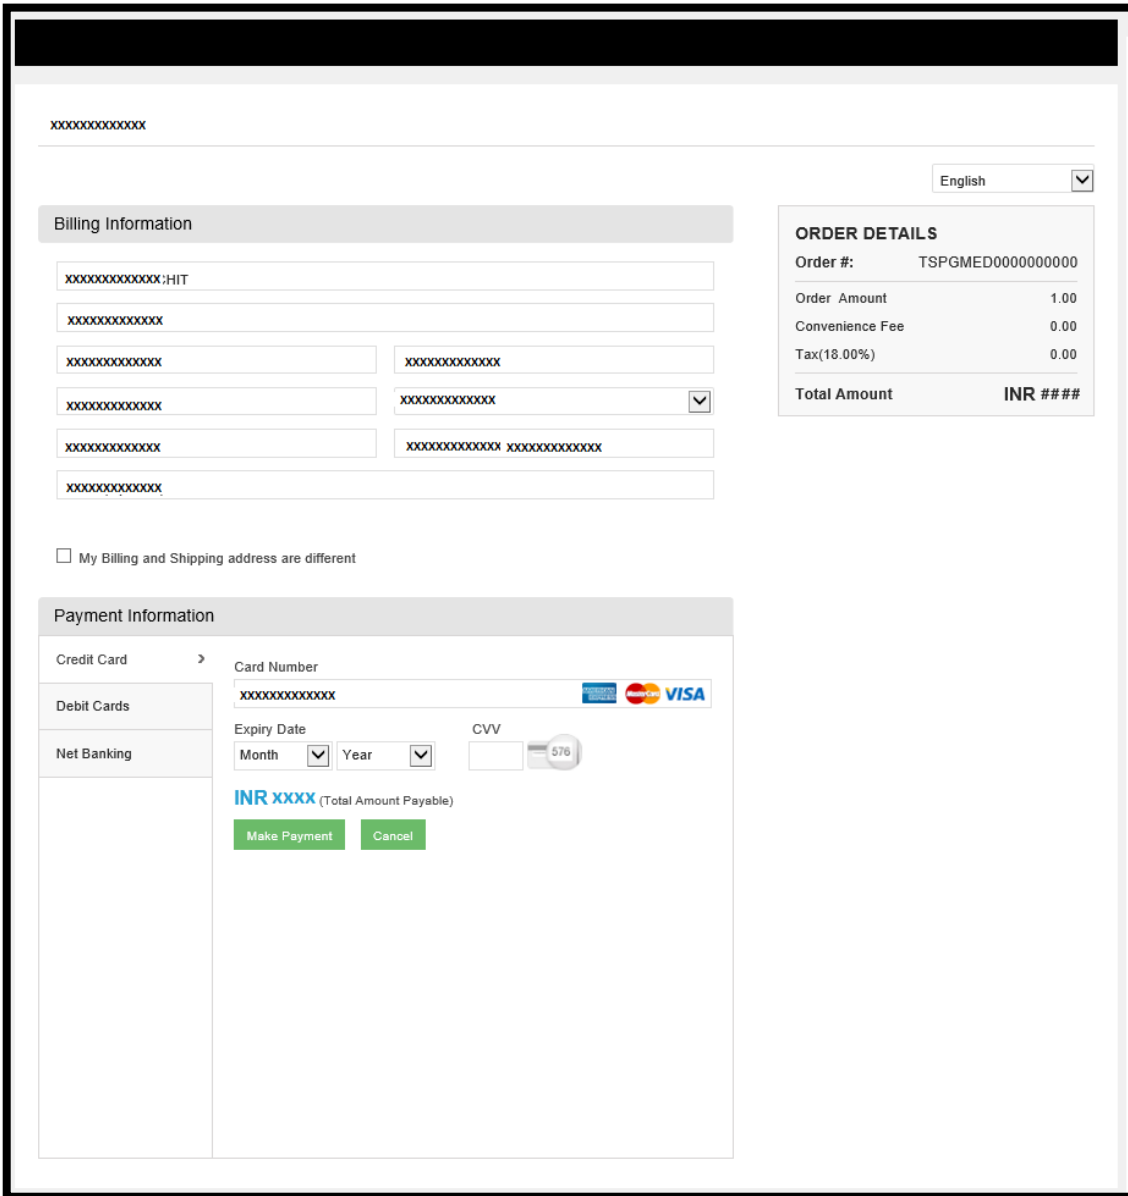 xxxxxxxxxxxxx
English
Billing Information
xxxxxxxxxxxxx :HIT
xxxxxxxxxxxxx
xxxxxxxxxxxxx xxxxxxxxxxxxx
xxxxxxxxxxxxx xxxxxxxxxxxxx
xxxxxxxxxxxxx xxxxxxxxxxxxx xxxxxxxxxxxxx
xxxxxxxxxxxxx
My Billing and Shipping address are different
ORDER DETAILS
Order #: TSPGMED0000000000
Order Amount 1.00
Convenience Fee 0.00
Tax(18.00%) 0.00
Total Amount INR ####
Payment Information
Credit Card
Debit Cards
Net Banking
Card Number
xxxxxxxxxxxxx AMERICAN EXPRESS MasterCard VISA
Expiry Date CVV
Month Year 576
INR xxxx (Total Amount Payable)
Make Payment Cancel